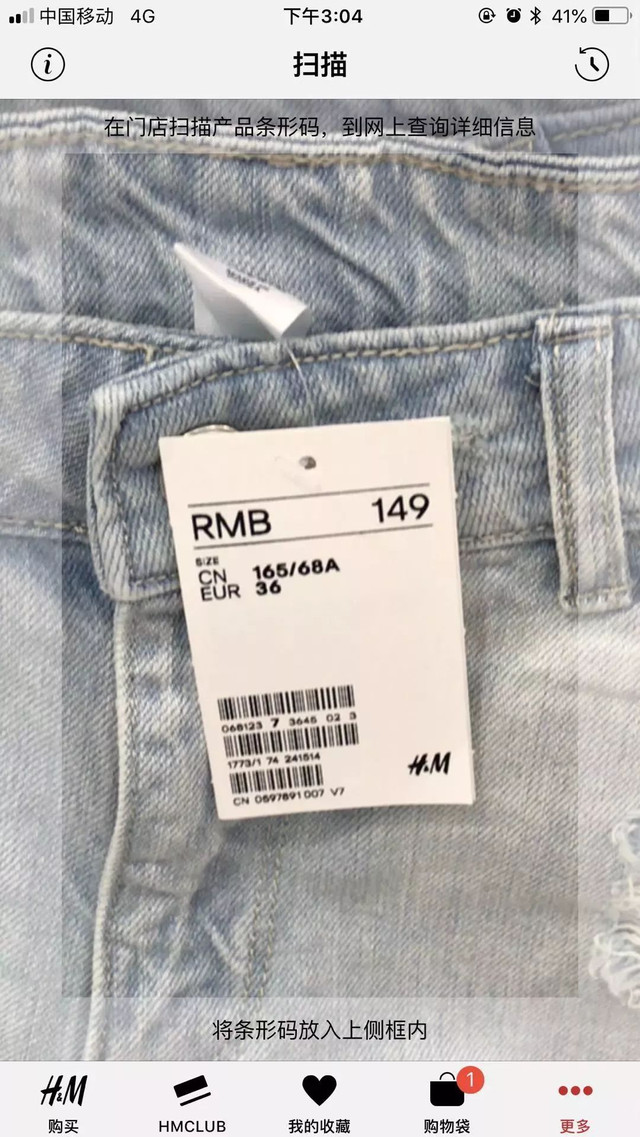 中国移动 4G 下午3:04 41%
扫描
在门店扫描产品条形码，到网上查询详细信息
RMB 149
SIZE
CN 165/68A
EUR 36
068123 7 3645 02 3
1773/1 74 241514
H&M
CN 0597891 007 V7
将条形码放入上侧框内
H&M 1
购买 HMCLUB 我的收藏 购物袋 更多